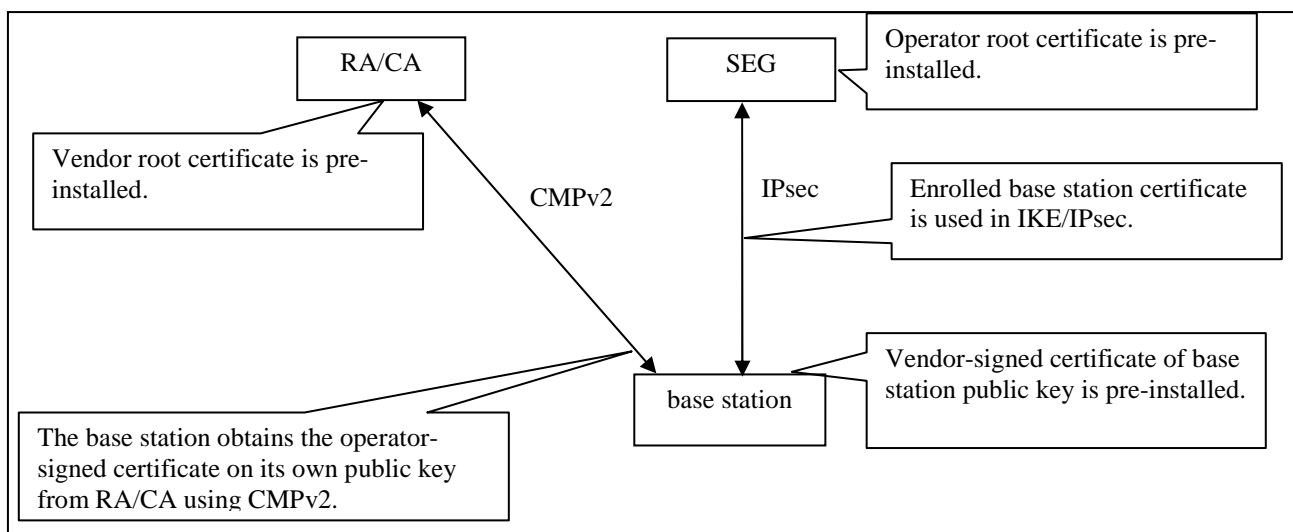 RA/CA
SEG
Operator root certificate is pre-
installed.
Vendor root certificate is pre-
installed.
CMPv2
IPsec
Enrolled base station certificate
is used in IKE/IPsec.
Vendor-signed certificate of base
station public key is pre-installed.
base station
The base station obtains the operator-
signed certificate on its own public key
from RA/CA using CMPv2.